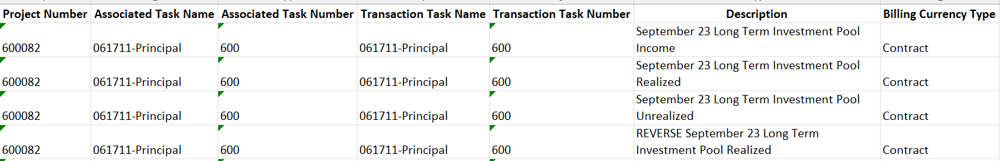 Project Number Associated Task Name Associated Task Number Transaction Task Name Transaction Task Number Description Billing Currency Type
September 23 Long Term Investment Pool
600082 061711-Principal 600 061711-Principal 600 Income Contract
September 23 Long Term Investment Pool
600082 061711-Principal 600 061711-Principal 600 Realized Contract
September 23 Long Term Investment Pool
600082 061711-Principal 600 061711-Principal 600 Unrealized Contract
REVERSE September 23 Long Term
600082 061711-Principal 600 061711-Principal 600 Investment Pool Realized Contract